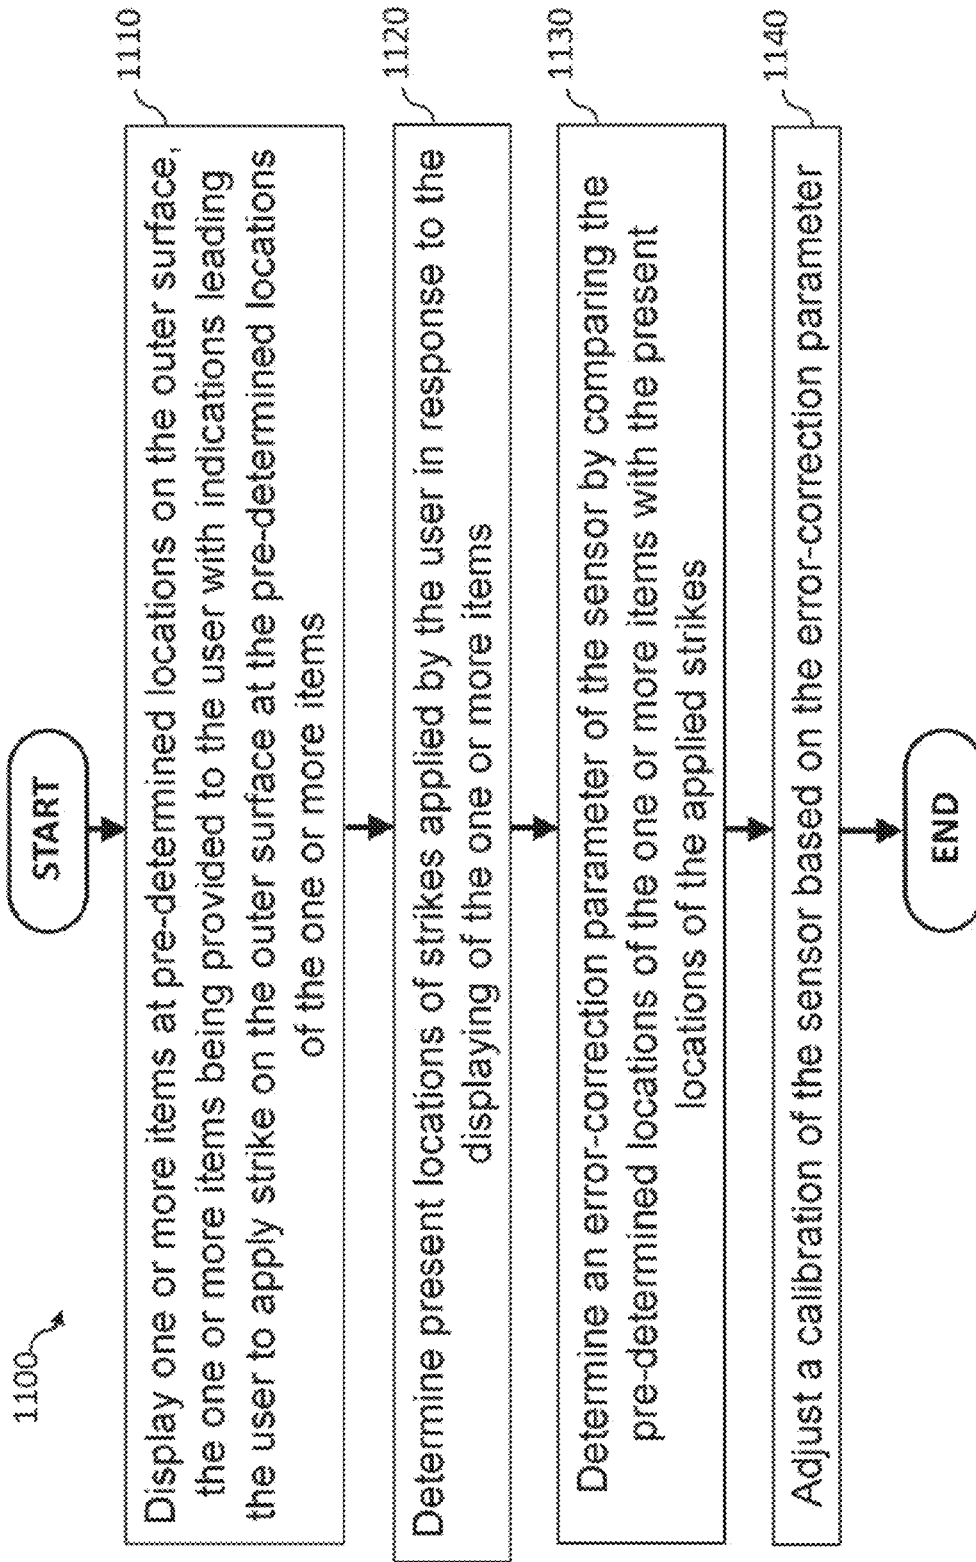 1100
START
1110
Display one or more items at pre-determined locations on the outer surface,
the one or more items being provided to the user with indications leading
the user to apply strike on the outer surface at the pre-determined locations
of the one or more items
1120
Determine present locations of strikes applied by the user in response to the
displaying of the one or more items
1130
Determine an error-correction parameter of the sensor by comparing the
pre-determined locations of the one or more items with the present
locations of the applied strikes
1140
Adjust a calibration of the sensor based on the error-correction parameter
END